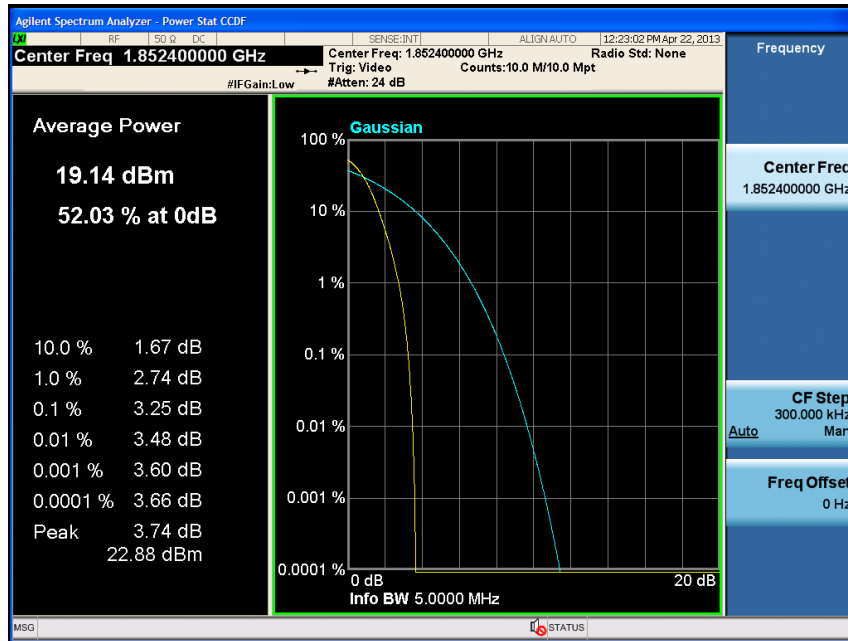 Agilent Spectrum Analyzer - Power Stat CCDF
LXI RF 50 Ω DC SENSE:INT ALIGN AUTO 12:23:02 PM Apr 22, 2013
Center Freq 1.852400000 GHz
Center Freq: 1.852400000 GHz Radio Std: None
Trig: Video Counts:10.0 M/10.0 Mpt
#IFGain:Low #Atten: 24 dB
Average Power
19.14 dBm
52.03 % at 0dB
10.0 % 1.67 dB
1.0 % 2.74 dB
0.1 % 3.25 dB
0.01 % 3.48 dB
0.001 % 3.60 dB
0.0001 % 3.66 dB
Peak 3.74 dB
22.88 dBm
Gaussian
100 %
10 %
1 %
0.1 %
0.01 %
0.001 %
0.0001 %
0 dB 20 dB
Info BW 5.0000 MHz
Frequency
Center Freq
1.852400000 GHz
CF Step
300.000 kHz
Auto Man
Freq Offset
0 Hz
MSG STATUS